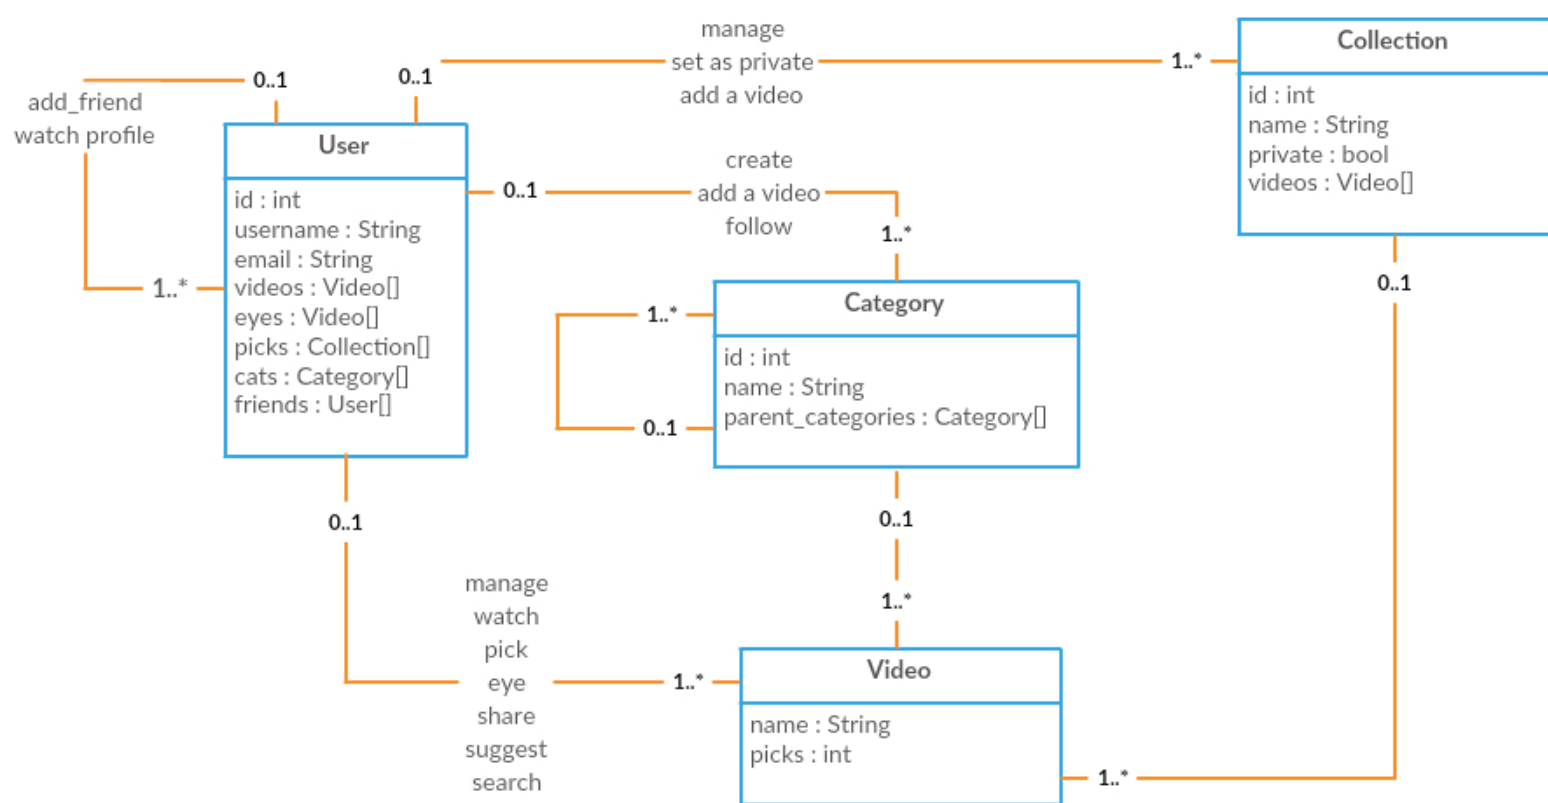 manage
set as private
add a video
0..1
0..1
1..*
Collection
id : int
name : String
private : bool
videos : Video[]
add_friend
watch profile
User
id : int
username : String
email : String
videos : Video[]
eyes : Video[]
picks : Collection[]
cats : Category[]
friends : User[]
1..*
0..1
create
add a video
follow
1..*
0..1
Category
id : int
name : String
parent_categories : Category[]
1..*
0..1
0..1
0..1
1..*
manage
watch
pick
eye
share
suggest
search
1..*
Video
name : String
picks : int
1..*